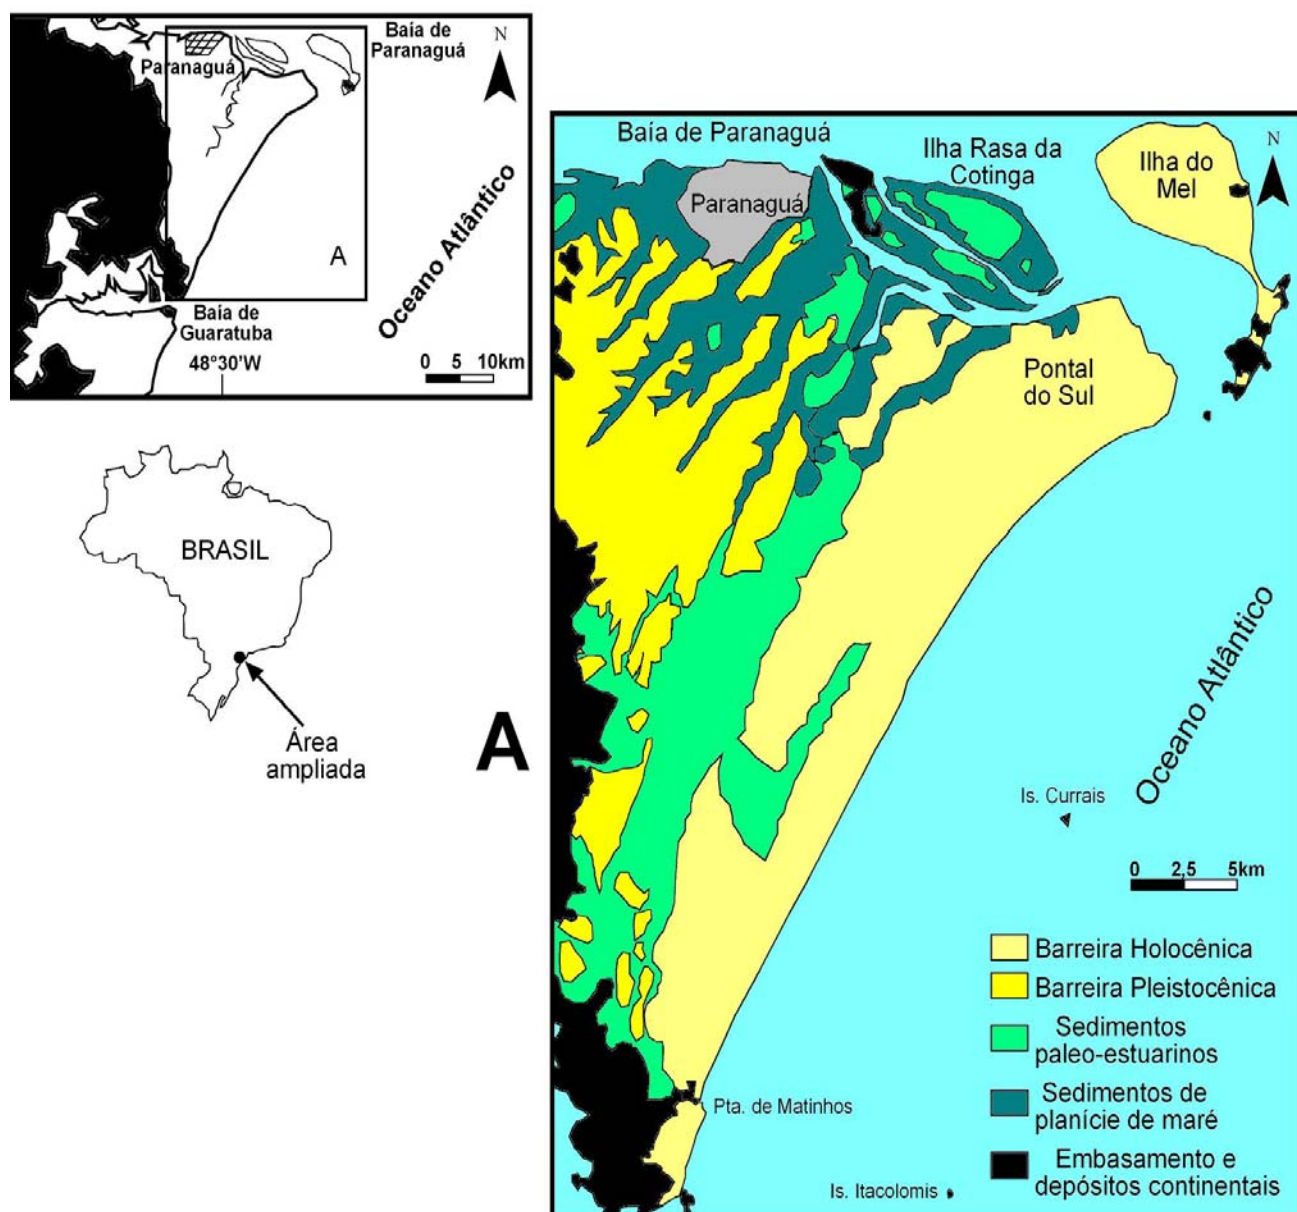 N
Baía de
Paranaguá
Paranaguá
A
Oceano Atlântico
Baía de
Guaratuba
48°30'W
0 5 10km
BRASIL
Área
ampliada
A
Baía de Paranaguá
Ilha Rasa da
Cotinga
Ilha do
Mel
N
Paranaguá
Pontal
do Sul
Oceano Atlântico
Is. Currais
0 2,5 5km
Barreira Holocênica
Barreira Pleistocênica
Sedimentos
paleo-estuarinos
Sedimentos de
planície de maré
Embasamento e
depósitos continentais
Pta. de Matinhos
Is. Itacolomis